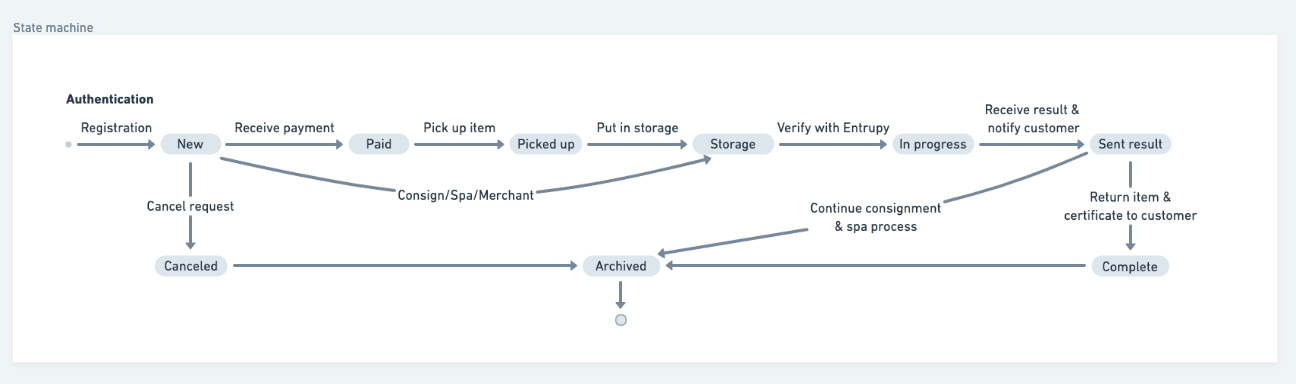 State machine
Authentication
Registration
New
Receive payment
Paid
Pick up item
Picked up
Put in storage
Storage
Verify with Entrupy
In progress
Receive result &
notify customer
Sent result
Consign/Spa/Merchant
Cancel request
Continue consignment
& spa process
Return item &
certificate to customer
Canceled
Archived
Complete